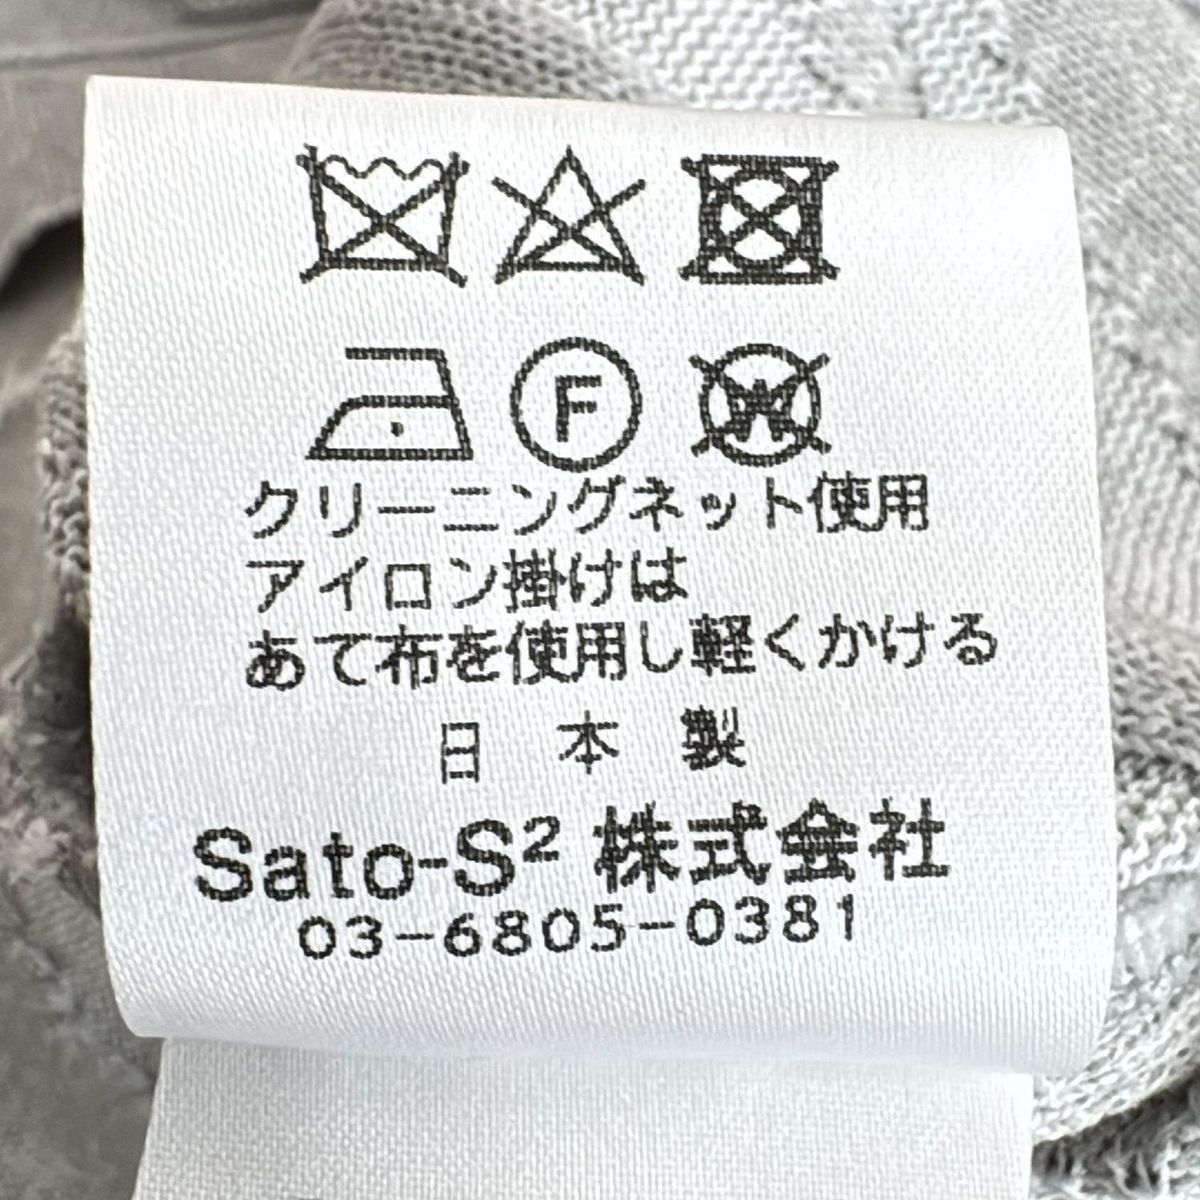 F
W
クリーニングネット使用
アイロン掛けは
あて布を使用し軽くかける
日本製
Sato-S² 株式会社
03-6805-0381